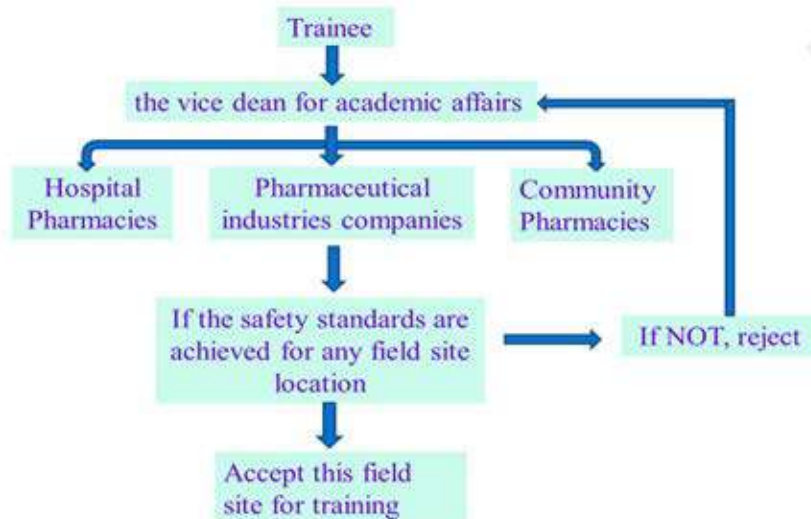 Trainee
the vice dean for academic affairs
Hospital
Pharmacies
Pharmaceutical
industries companies
Community
Pharmacies
If the safety standards are
achieved for any field site
location
If NOT, reject
Accept this field
site for training